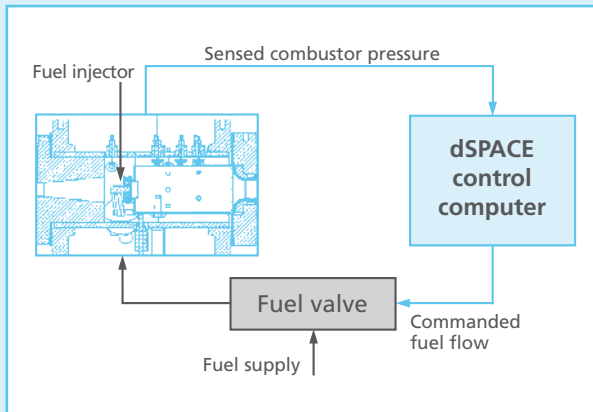 Sensed combustor pressure
Fuel injector
dSPACE
control
computer
Fuel valve
Commanded
fuel flow
Fuel supply